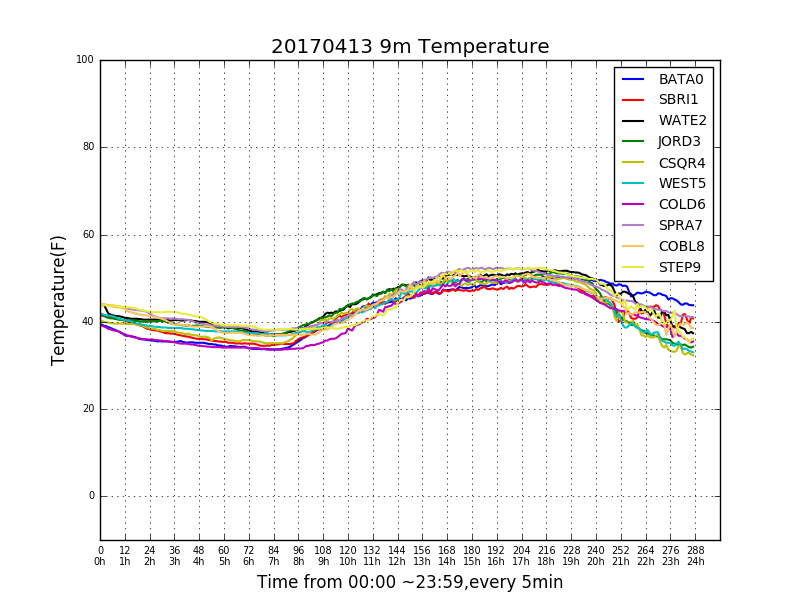 20170413 9m Temperature
100
80
60
40
20
0
Temperature(F)
BATA0
SBRI1
WATE2
JORD3
CSQR4
WEST5
COLD6
SPRA7
COBL8
STEP9
0 12 24 36 48 60 72 84 96 108 120 132 144 156 168 180 192 204 216 228 240 252 264 276 288
0h 1h 2h 3h 4h 5h 6h 7h 8h 9h 10h 11h 12h 13h 14h 15h 16h 17h 18h 19h 20h 21h 22h 23h 24h
Time from 00:00 ~23:59,every 5min